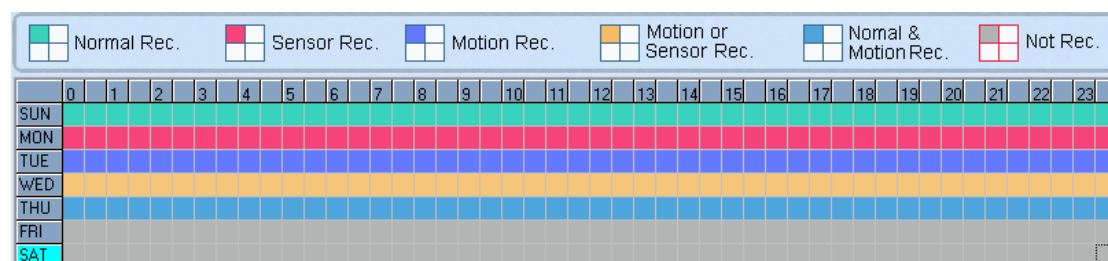 Normal Rec.
Sensor Rec.
Motion Rec.
Motion or
Sensor Rec.
Nomal &
Motion Rec.
Not Rec.
0 1 2 3 4 5 6 7 8 9 10 11 12 13 14 15 16 17 18 19 20 21 22 23
SUN
MON
TUE
WED
THU
FRI
SAT